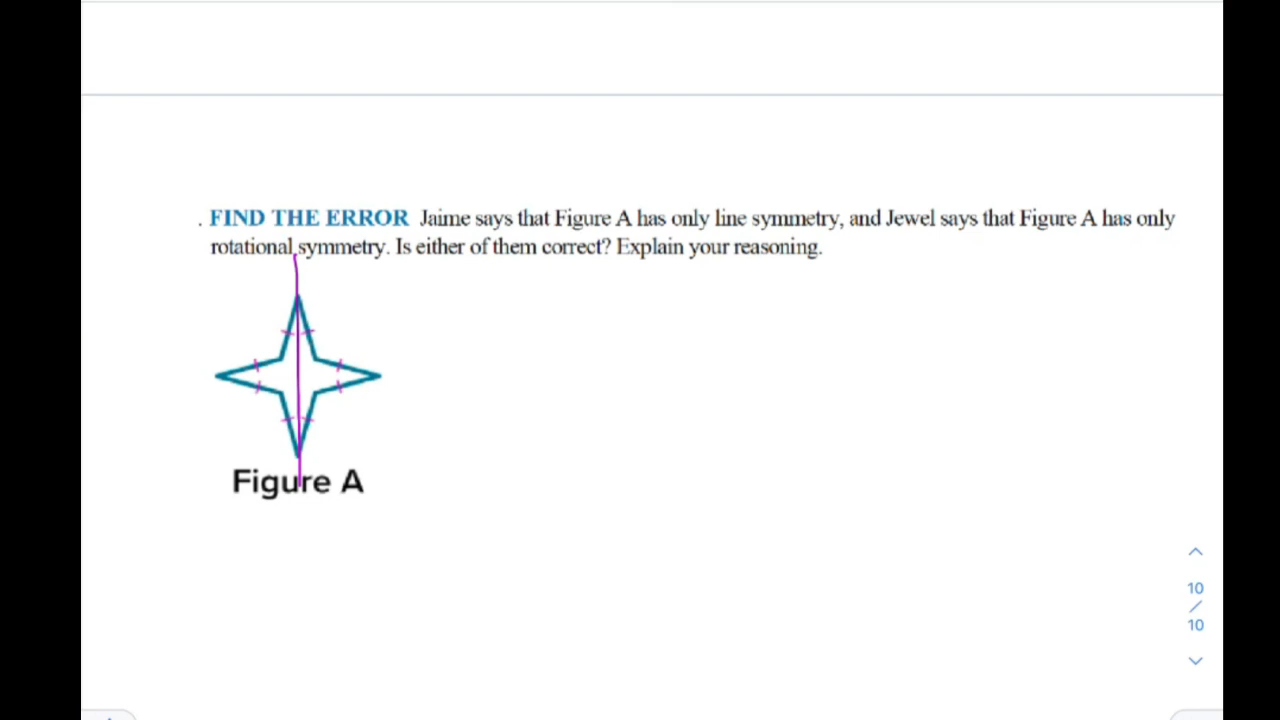 . FIND THE ERROR Jaime says that Figure A has only line symmetry, and Jewel says that Figure A has only
rotational symmetry. Is either of them correct? Explain your reasoning.
Figure A
10
/
10